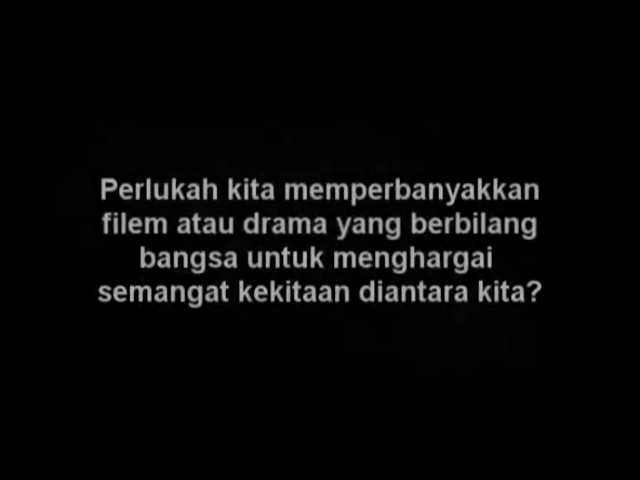 Perlukah kita memperbanyakkan
filem atau drama yang berbilang
bangsa untuk menghargai
semangat kekitaan diantara kita?